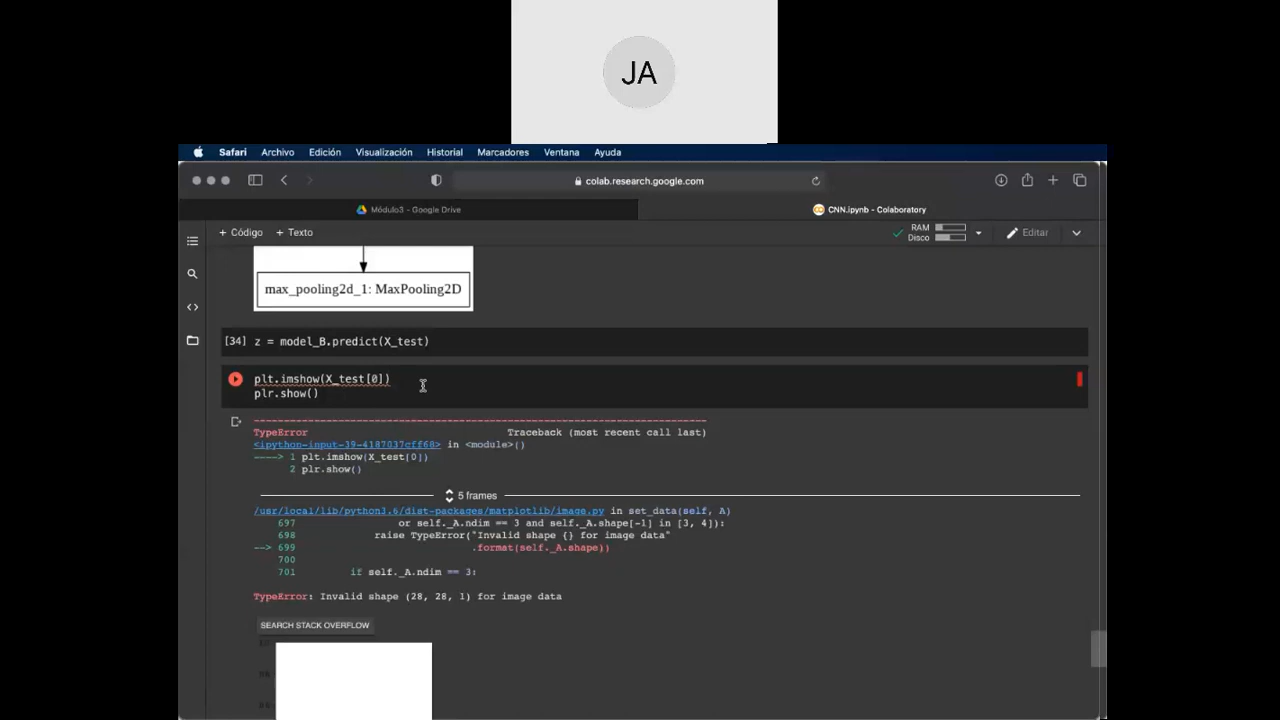 JA
Safari Archivo Edición Visualización Historial Marcadores Ventana Ayuda
colab.research.google.com
Módulo3 - Google Drive
CNN.ipynb - Colaboratory
+ Código + Texto
RAM
Disco
Editar
max_pooling2d_1: MaxPooling2D
[34] z = model_B.predict(X_test)
plt.imshow(X_test[0])
plr.show()
TypeError Traceback (most recent call last)
<ipython-input-39-4187037cff60> in <module>()
----> 1 plt.imshow(X_test[0])
2 plr.show()
5 frames
/usr/local/lib/python3.6/dist-packages/matplotlib/image.py in set_data(self, A)
697 or self._A.ndim == 3 and self._A.shape[-1] in [3, 4]):
698 raise TypeError("Invalid shape {} for image data"
--> 699 .format(self._A.shape))
700
701 if self._A.ndim == 3:
TypeError: Invalid shape (28, 28, 1) for image data
SEARCH STACK OVERFLOW